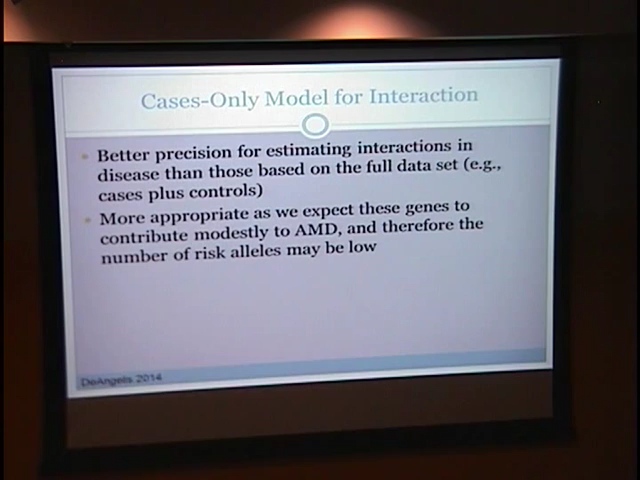 Cases-Only Model for Interaction
Better precision for estimating interactions in
disease than those based on the full data set (e.g.,
cases plus controls)
More appropriate as we expect these genes to
contribute modestly to AMD, and therefore the
number of risk alleles may be low
DeAngelis 2014